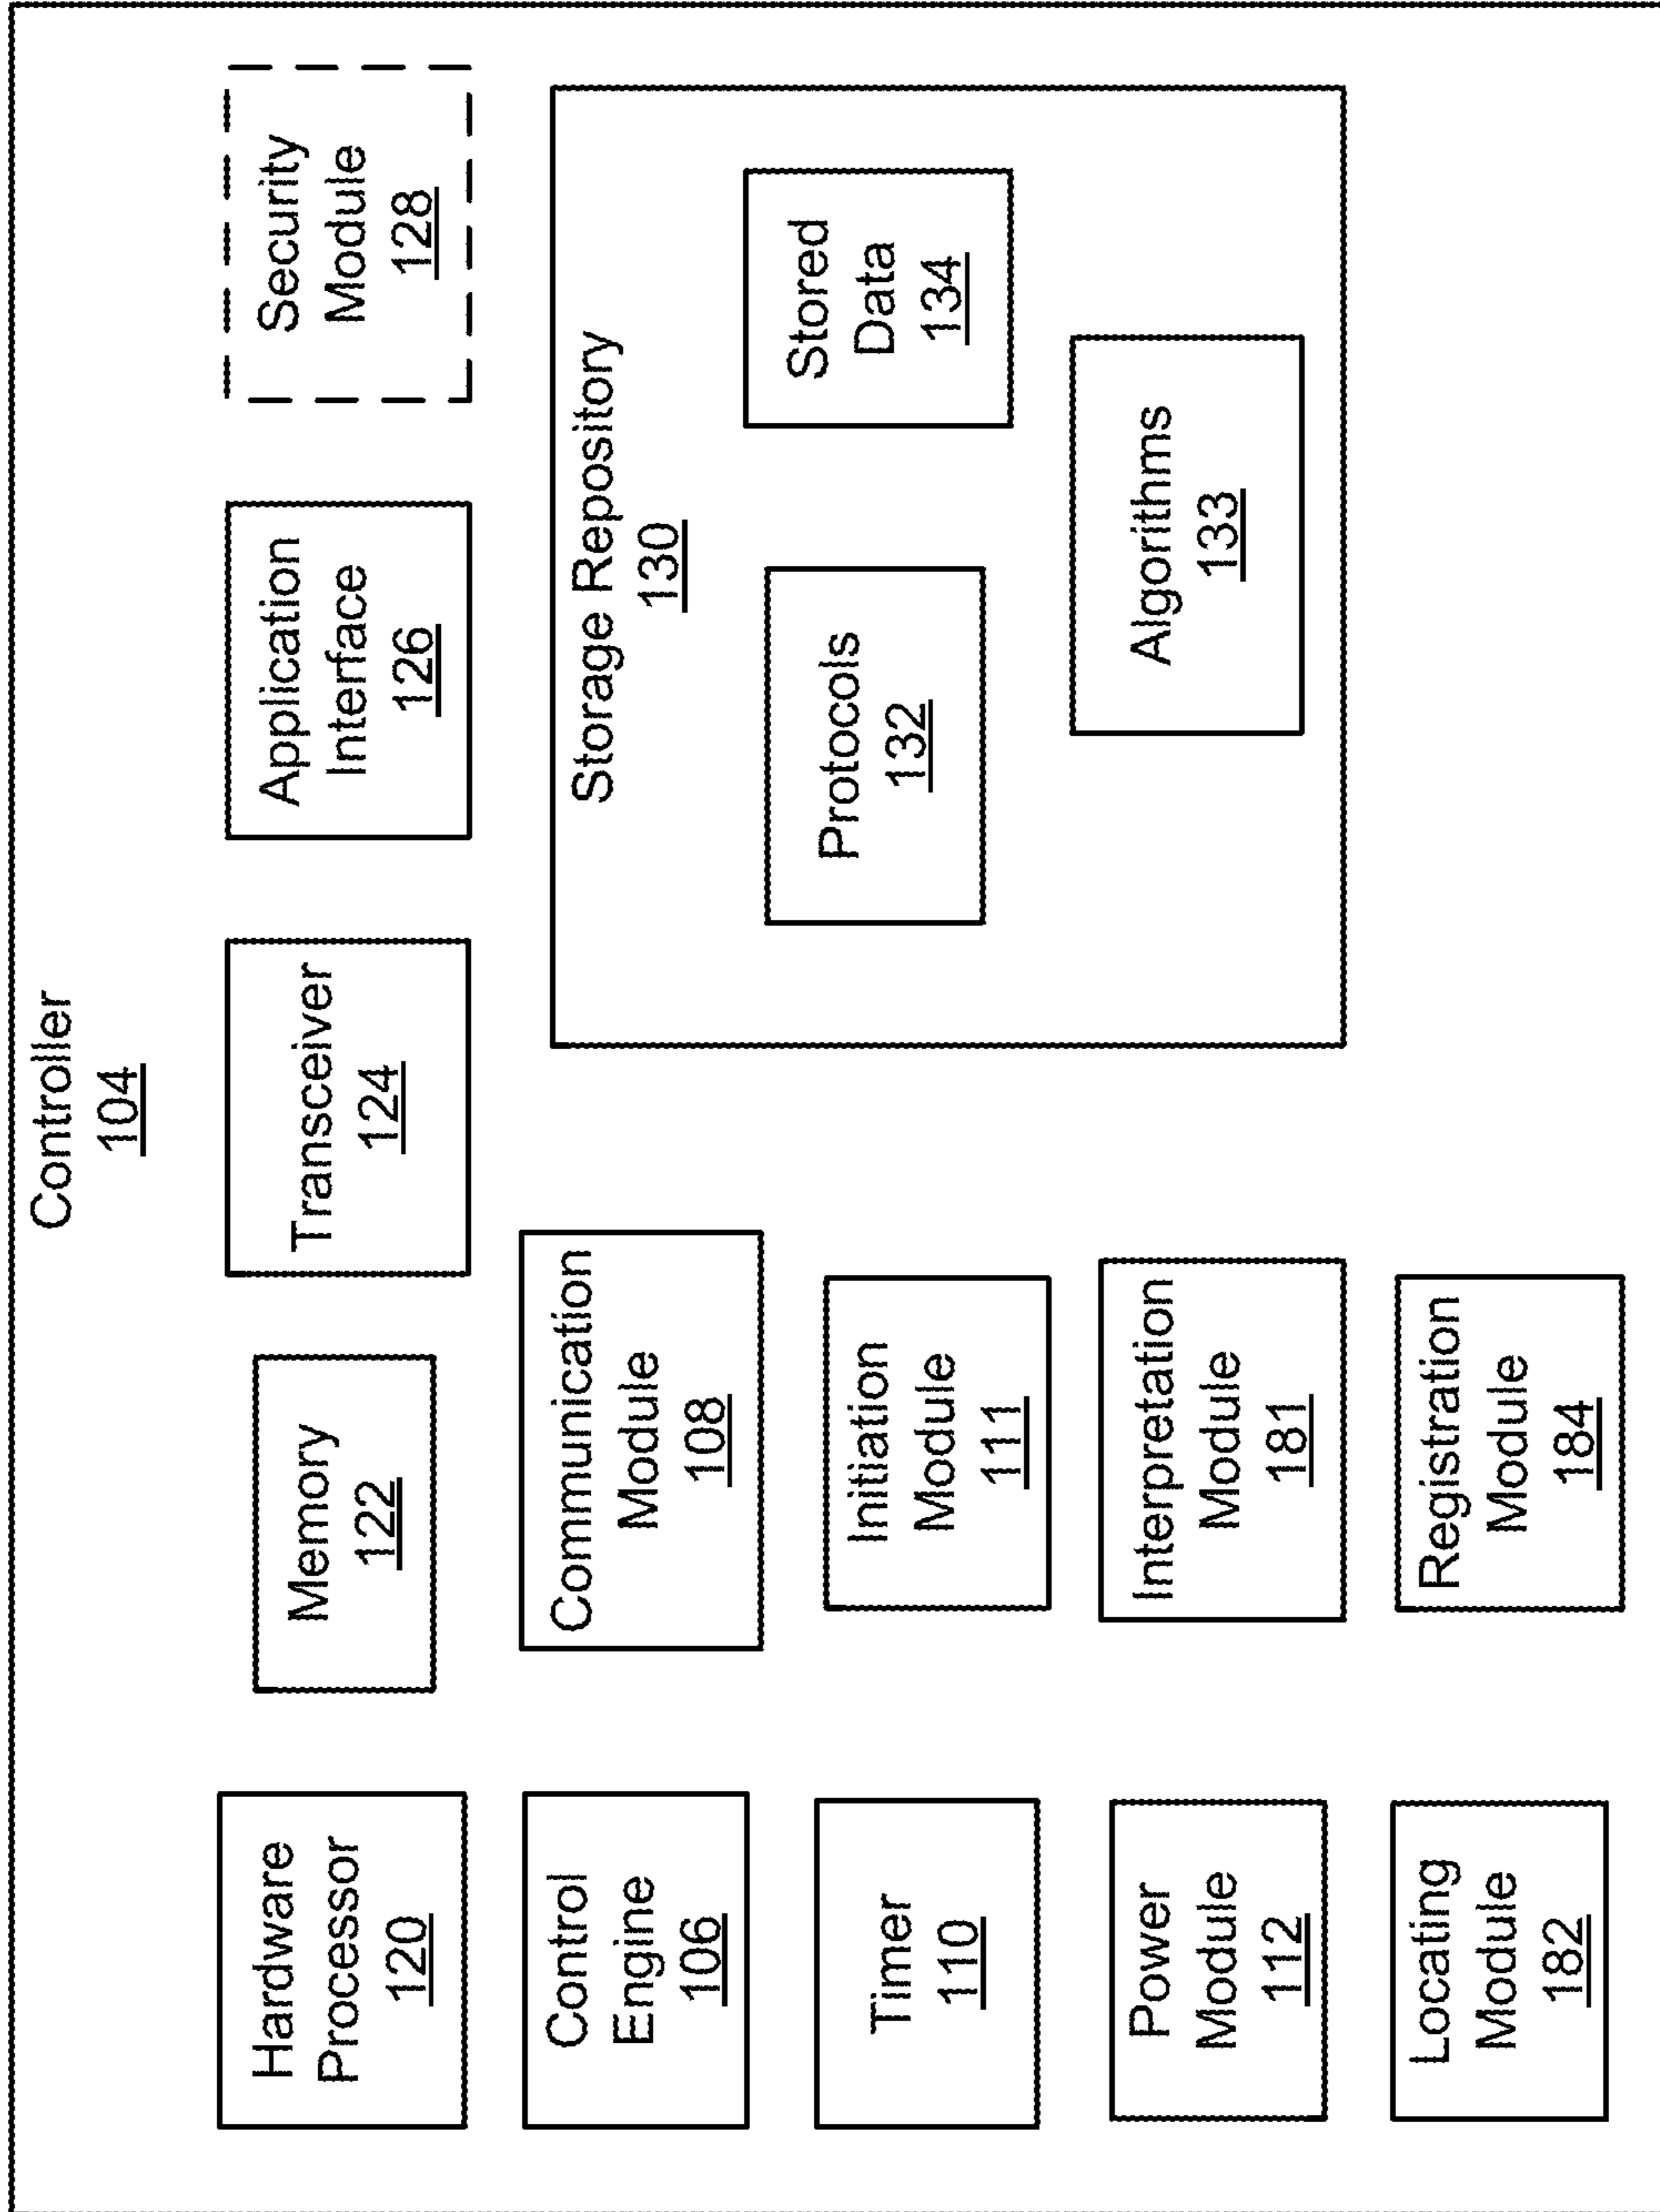 Controller
104
Hardware
Processor
120
Memory
122
Transceiver
124
Application
Interface
126
Security
Module
128
Control
Engine
106
Communication
Module
108
Storage Repository
130
Protocols
132
Stored
Data
134
Algorithms
133
Timer
110
Initiation
Module
111
Power
Module
112
Interpretation
Module
181
Locating
Module
182
Registration
Module
184